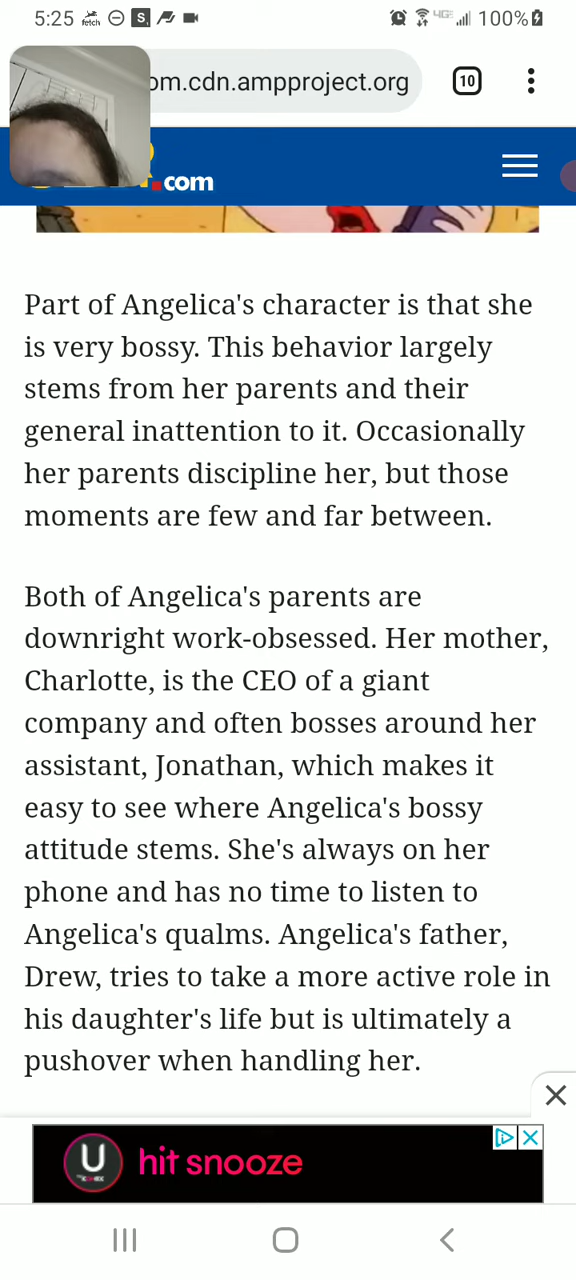 5:25 fetch S 4GE 100%
om.cdn.ampproject.org 10
.com
Part of Angelica's character is that she
is very bossy. This behavior largely
stems from her parents and their
general inattention to it. Occasionally
her parents discipline her, but those
moments are few and far between.
Both of Angelica's parents are
downright work-obsessed. Her mother,
Charlotte, is the CEO of a giant
company and often bosses around her
assistant, Jonathan, which makes it
easy to see where Angelica's bossy
attitude stems. She's always on her
phone and has no time to listen to
Angelica's qualms. Angelica's father,
Drew, tries to take a more active role in
his daughter's life but is ultimately a
pushover when handling her.
U hit snooze